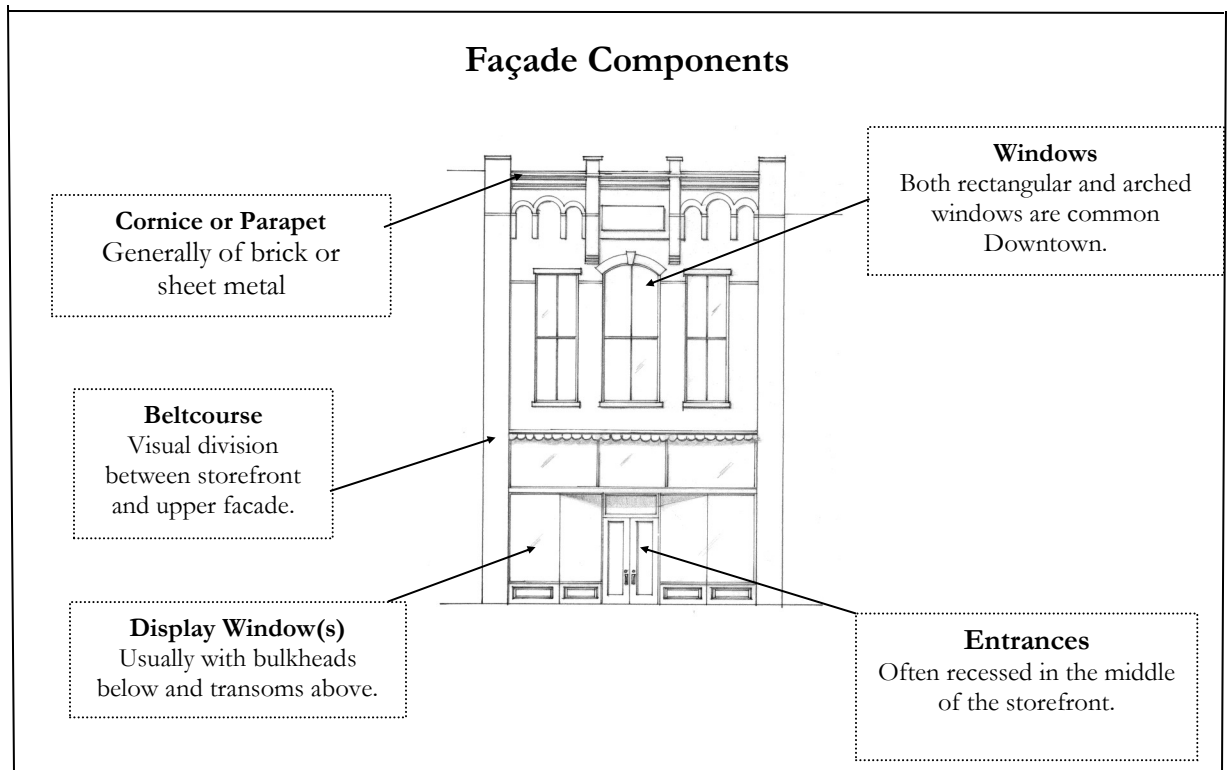 Façade Components
Cornice or Parapet
Generally of brick or
sheet metal
Windows
Both rectangular and arched
windows are common
Downtown.
Beltcourse
Visual division
between storefront
and upper facade.
Display Window(s)
Usually with bulkheads
below and transoms above.
Entrances
Often recessed in the middle
of the storefront.